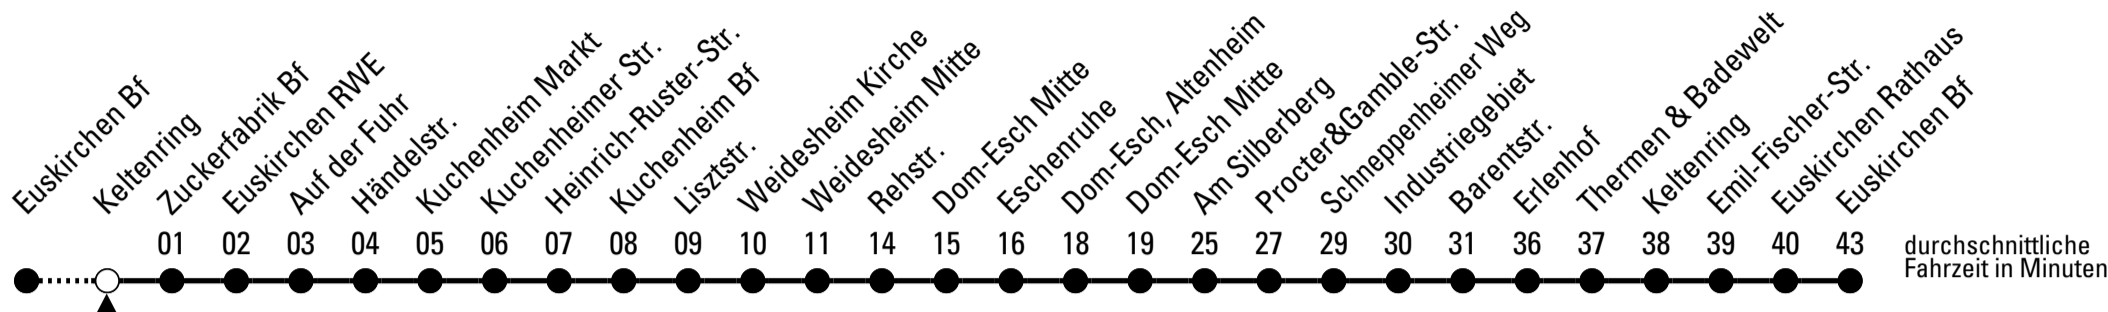 Euskirchen Bf
Keltenring
Zuckerfabrik Bf
Euskirchen RWE
Auf der Fuhr
Händelstr.
Kuchenheim Markt
Kuchenheimer Str.
Heinrich-Ruster-Str.
Kuchenheim Bf
Lisztstr.
Weidesheim Kirche
Weidesheim Mitte
Rehstr.
Dom-Esch Mitte
Eschenruhe
Dom-Esch, Altenheim
Dom-Esch Mitte
Am Silberberg
Procter&Gamble-Str.
Schneppenheimer Weg
Industriegebiet
Barentstr.
Erlenhof
Thermen & Badewelt
Keltenring
Emil-Fischer-Str.
Euskirchen Rathaus
Euskirchen Bf
01 02 03 04 05 06 07 08 09 10 11 14 15 16 18 19 25 27 29 30 31 36 37 38 39 40 43
durchschnittliche
Fahrzeit in Minuten